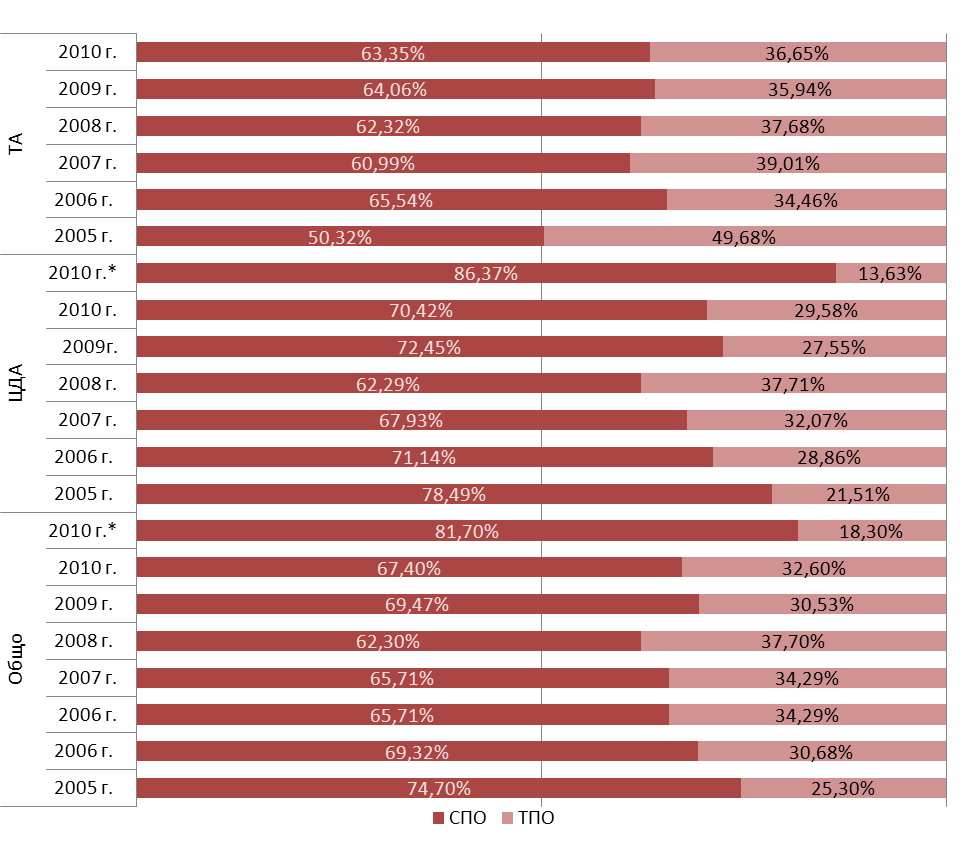 ТА
2010 г. 63,35% 36,65%
2009 г. 64,06% 35,94%
2008 г. 62,32% 37,68%
2007 г. 60,99% 39,01%
2006 г. 65,54% 34,46%
2005 г. 50,32% 49,68%
ЦДА
2010 г.* 86,37% 13,63%
2010 г. 70,42% 29,58%
2009г. 72,45% 27,55%
2008 г. 62,29% 37,71%
2007 г. 67,93% 32,07%
2006 г. 71,14% 28,86%
2005 г. 78,49% 21,51%
Общо
2010 г.* 81,70% 18,30%
2010 г. 67,40% 32,60%
2009 г. 69,47% 30,53%
2008 г. 62,30% 37,70%
2007 г. 65,71% 34,29%
2006 г. 65,71% 34,29%
2006 г. 69,32% 30,68%
2005 г. 74,70% 25,30%
СПО ТПО